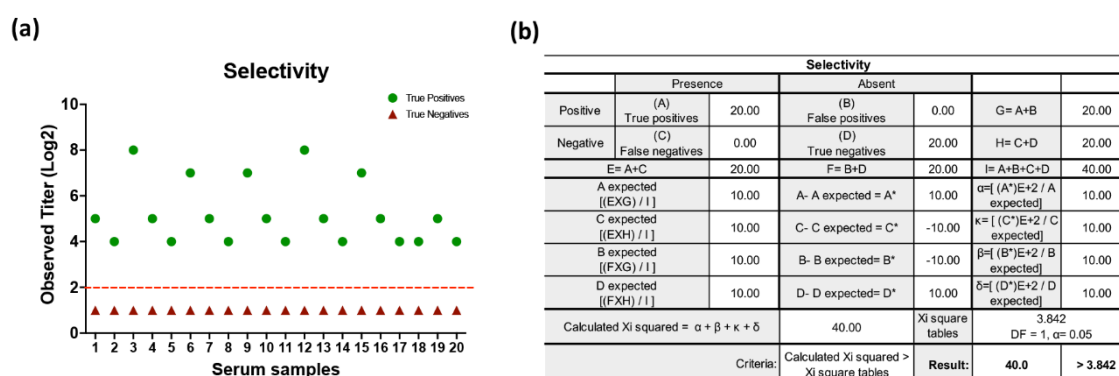 (a)
Selectivity
True Positives
True Negatives
Observed Titer (Log2)
10
8
6
4
2
0
1 2 3 4 5 6 7 8 9 10 11 12 13 14 15 16 17 18 19 20
Serum samples
(b)
Selectivity
Presence Absent
Positive (A) True positives 20.00 (B) False positives 0.00 G= A+B 20.00
Negative (C) False negatives 0.00 (D) True negatives 20.00 H= C+D 20.00
E= A+C 20.00 F= B+D 20.00 I= A+B+C+D 40.00
A expected [(EXG) / I ] 10.00 A- A expected = A* 10.00 α=[ (A*)E+2 / A expected] 10.00
C expected [(EXH) / I ] 10.00 C- C expected = C* -10.00 κ= [ (C*)E+2 / C expected] 10.00
B expected [(FXG) / I ] 10.00 B- B expected= B* -10.00 β=[ (B*)E+2 / B expected] 10.00
D expected [(FXH) / I ] 10.00 D- D expected= D* 10.00 δ=[ (D*)E+2 / D expected] 10.00
Calculated Xi squared = α + β + κ + δ 40.00 Xi square tables 3.842 DF = 1, α= 0.05
Criteria: Calculated Xi squared > Xi square tables Result: 40.0 > 3.842